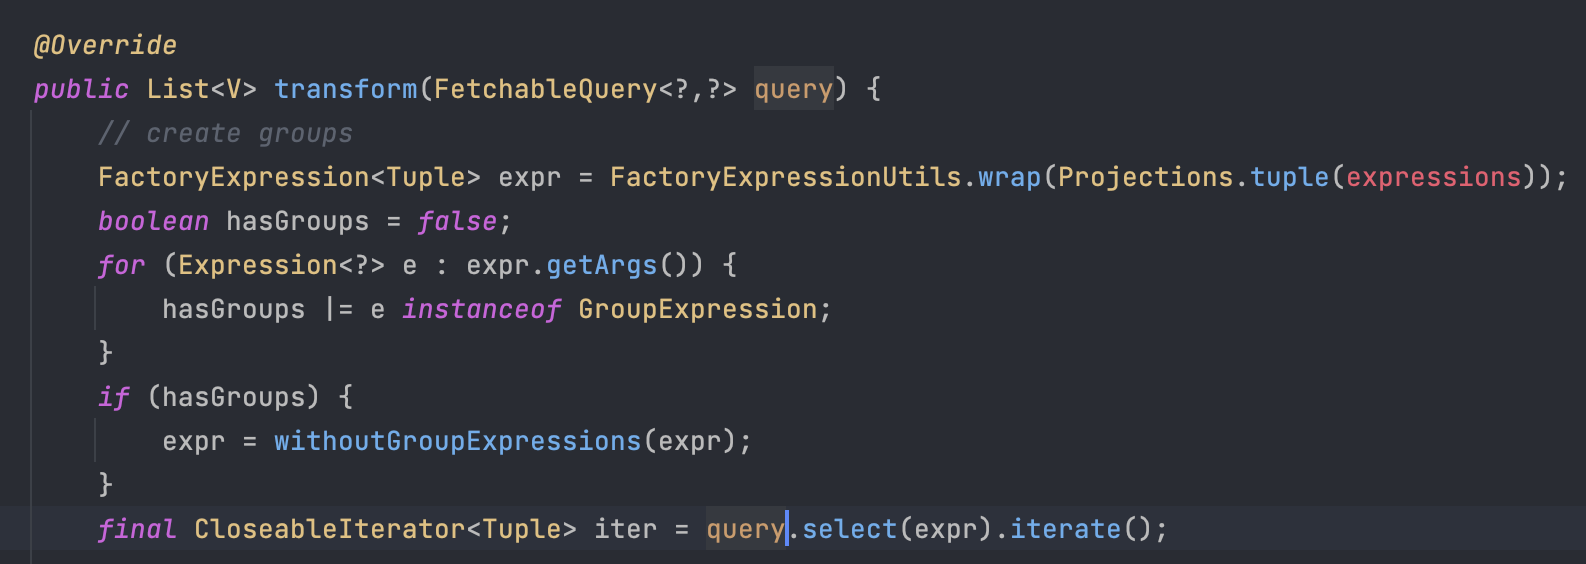 @Override
public List<V> transform(FetchableQuery<?,?> query) {
    // create groups
    FactoryExpression<Tuple> expr = FactoryExpressionUtils.wrap(Projections.tuple(expressions));
    boolean hasGroups = false;
    for (Expression<?> e : expr.getArgs()) {
        hasGroups |= e instanceof GroupExpression;
    }
    if (hasGroups) {
        expr = withoutGroupExpressions(expr);
    }
    final CloseableIterator<Tuple> iter = query.select(expr).iterate();